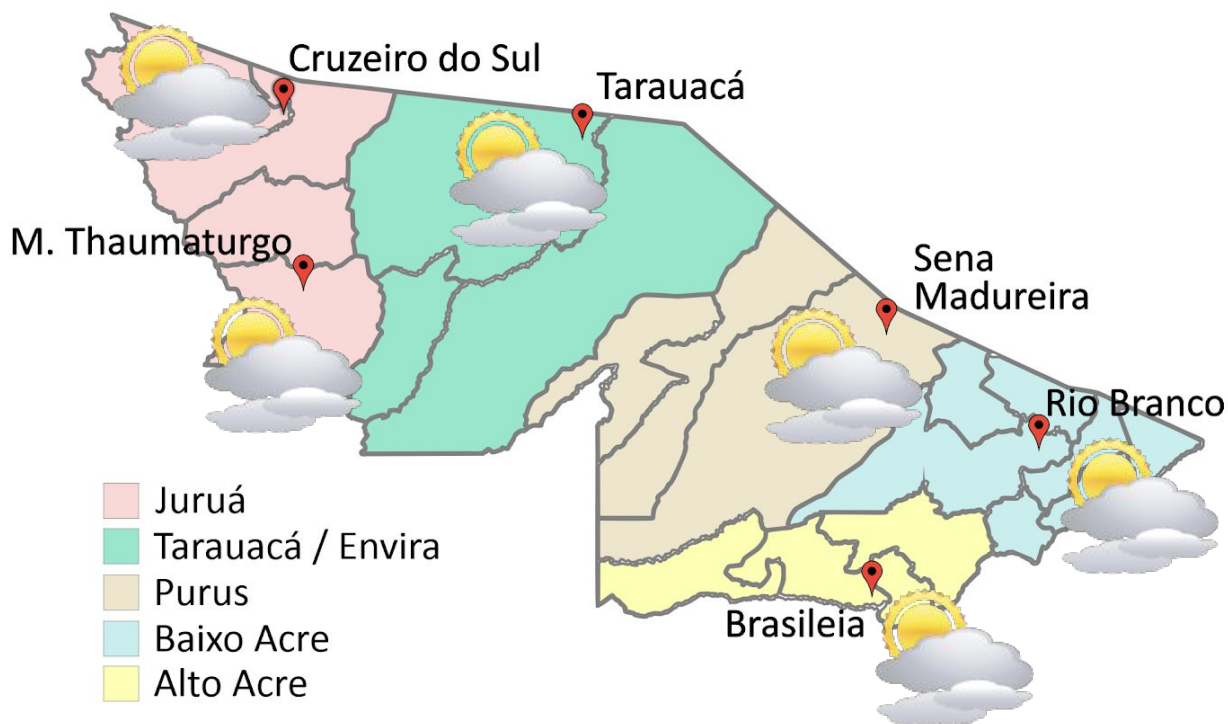 Cruzeiro do Sul
Tarauacá
M. Thaumaturgo
Sena
Madureira
Rio Branco
Brasileia
Juruá
Tarauacá / Envira
Purus
Baixo Acre
Alto Acre